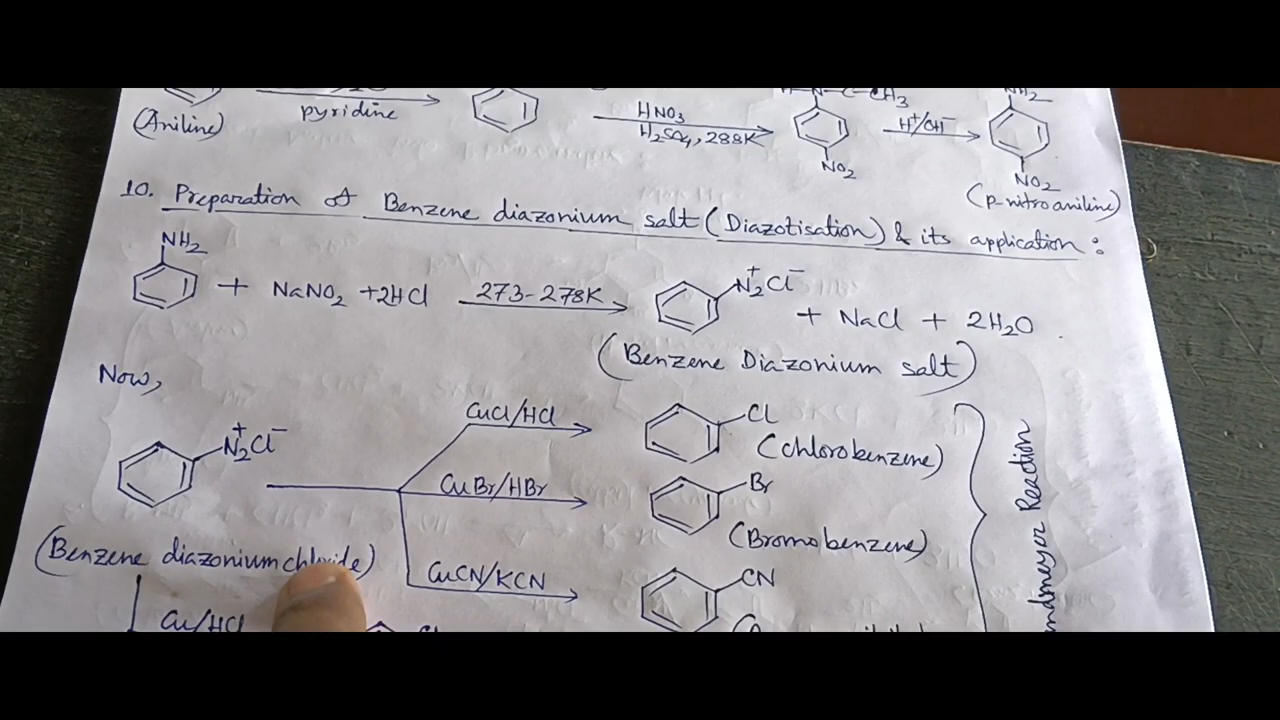 (Aniline)
pyridine
HNO3
H2SO4, 288K
CH3
NO2
H+/OH-
NO2
(p-nitroaniline)
10. Preparation of Benzene diazonium salt (Diazotisation) & its application:
NH2
+ NaNO2 + 2HCl
273-278K
N2+Cl-
+ NaCl + 2H2O
(Benzene Diazonium salt)
Now,
N2+Cl-
(Benzene diazonium chloride)
CuCl/HCl
Cl
(chlorobenzene)
CuBr/HBr
Br
(Bromobenzene)
CuCN/KCN
CN
Reaction
Cu/HCl